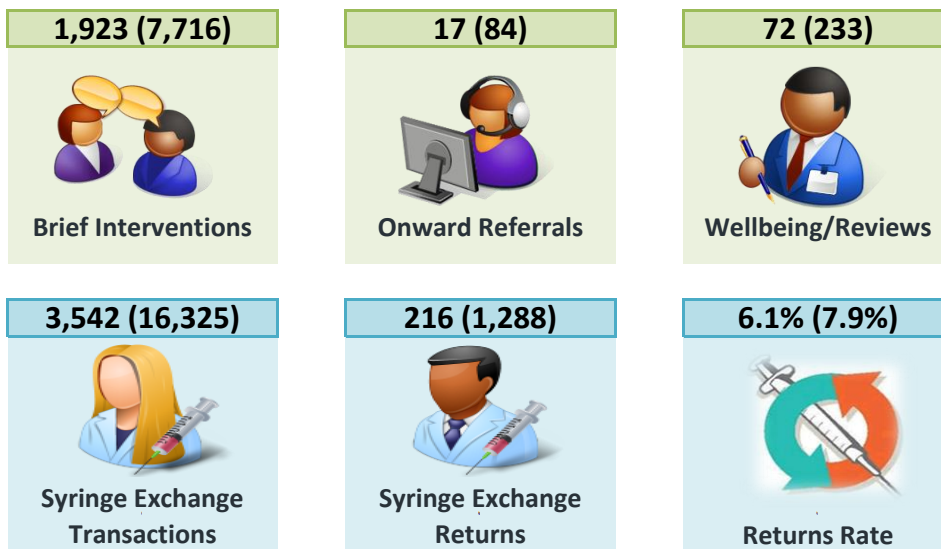 1,923 (7,716)
17 (84)
72 (233)
Brief Interventions
Onward Referrals
Wellbeing/Reviews
3,542 (16,325)
216 (1,288)
6.1% (7.9%)
Syringe Exchange
Transactions
Syringe Exchange
Returns
Returns Rate